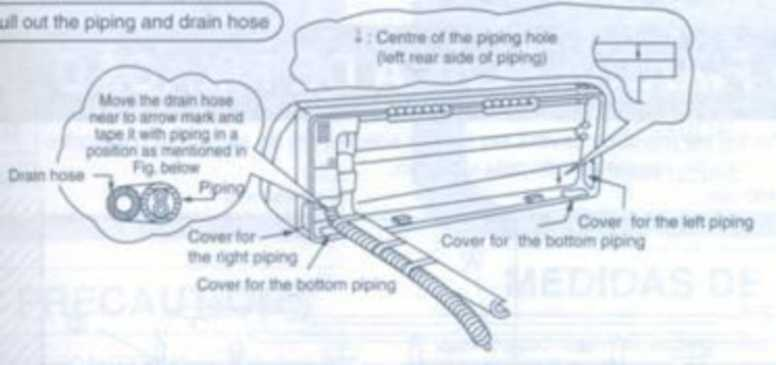 ull out the piping and drain hose
↓ : Centre of the piping hole
(left rear side of piping)
Move the drain hose
near to arrow mark and
tape it with piping in a
position as mentioned in
Fig. below
Drain hose
Piping
Cover for
the right piping
Cover for the bottom piping
Cover for the left piping
Cover for the bottom piping
MEDIDAS DE